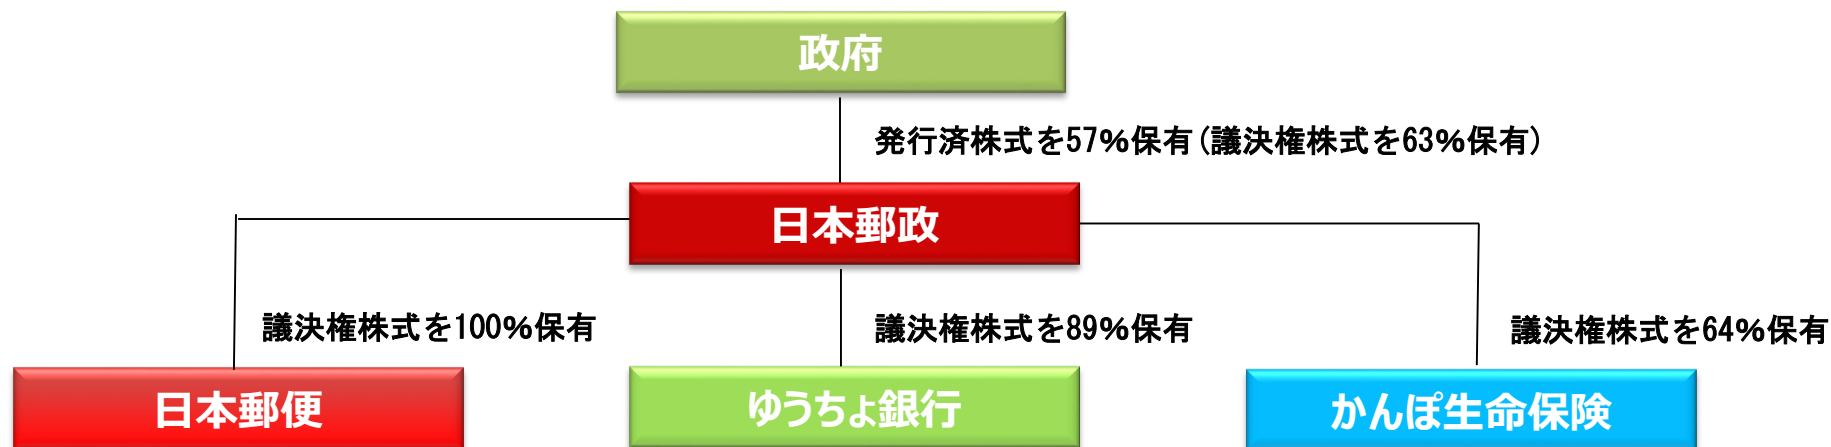 政府
発行済株式を57%保有(議決権株式を63%保有)
日本郵政
議決権株式を100%保有
議決権株式を89%保有
議決権株式を64%保有
日本郵便
ゆうちょ銀行
かんぽ生命保険